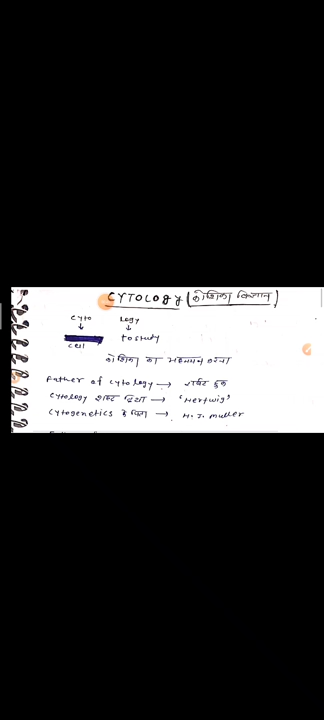 CYTOLOGY (कोशिका विज्ञान)
Cyto logy
↓ ↓
to study
cell
कोशिका का अध्ययन करना
Father of Cytology → राबर्ट हुक
Cytology शब्द दिया → 'Hertwig'
Cytogenetics के पिता → H.J. Muller